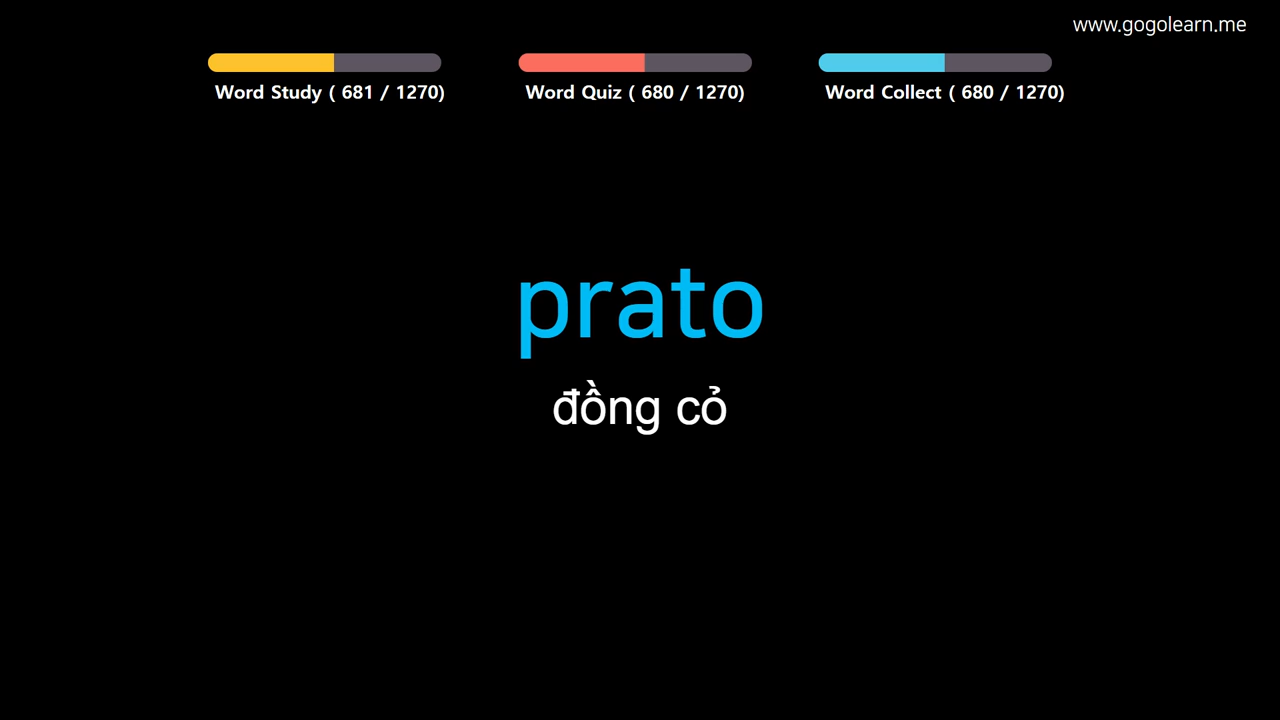 www.gogolearn.me
Word Study ( 681 / 1270)
Word Quiz ( 680 / 1270)
Word Collect ( 680 / 1270)
prato
đồng cỏ